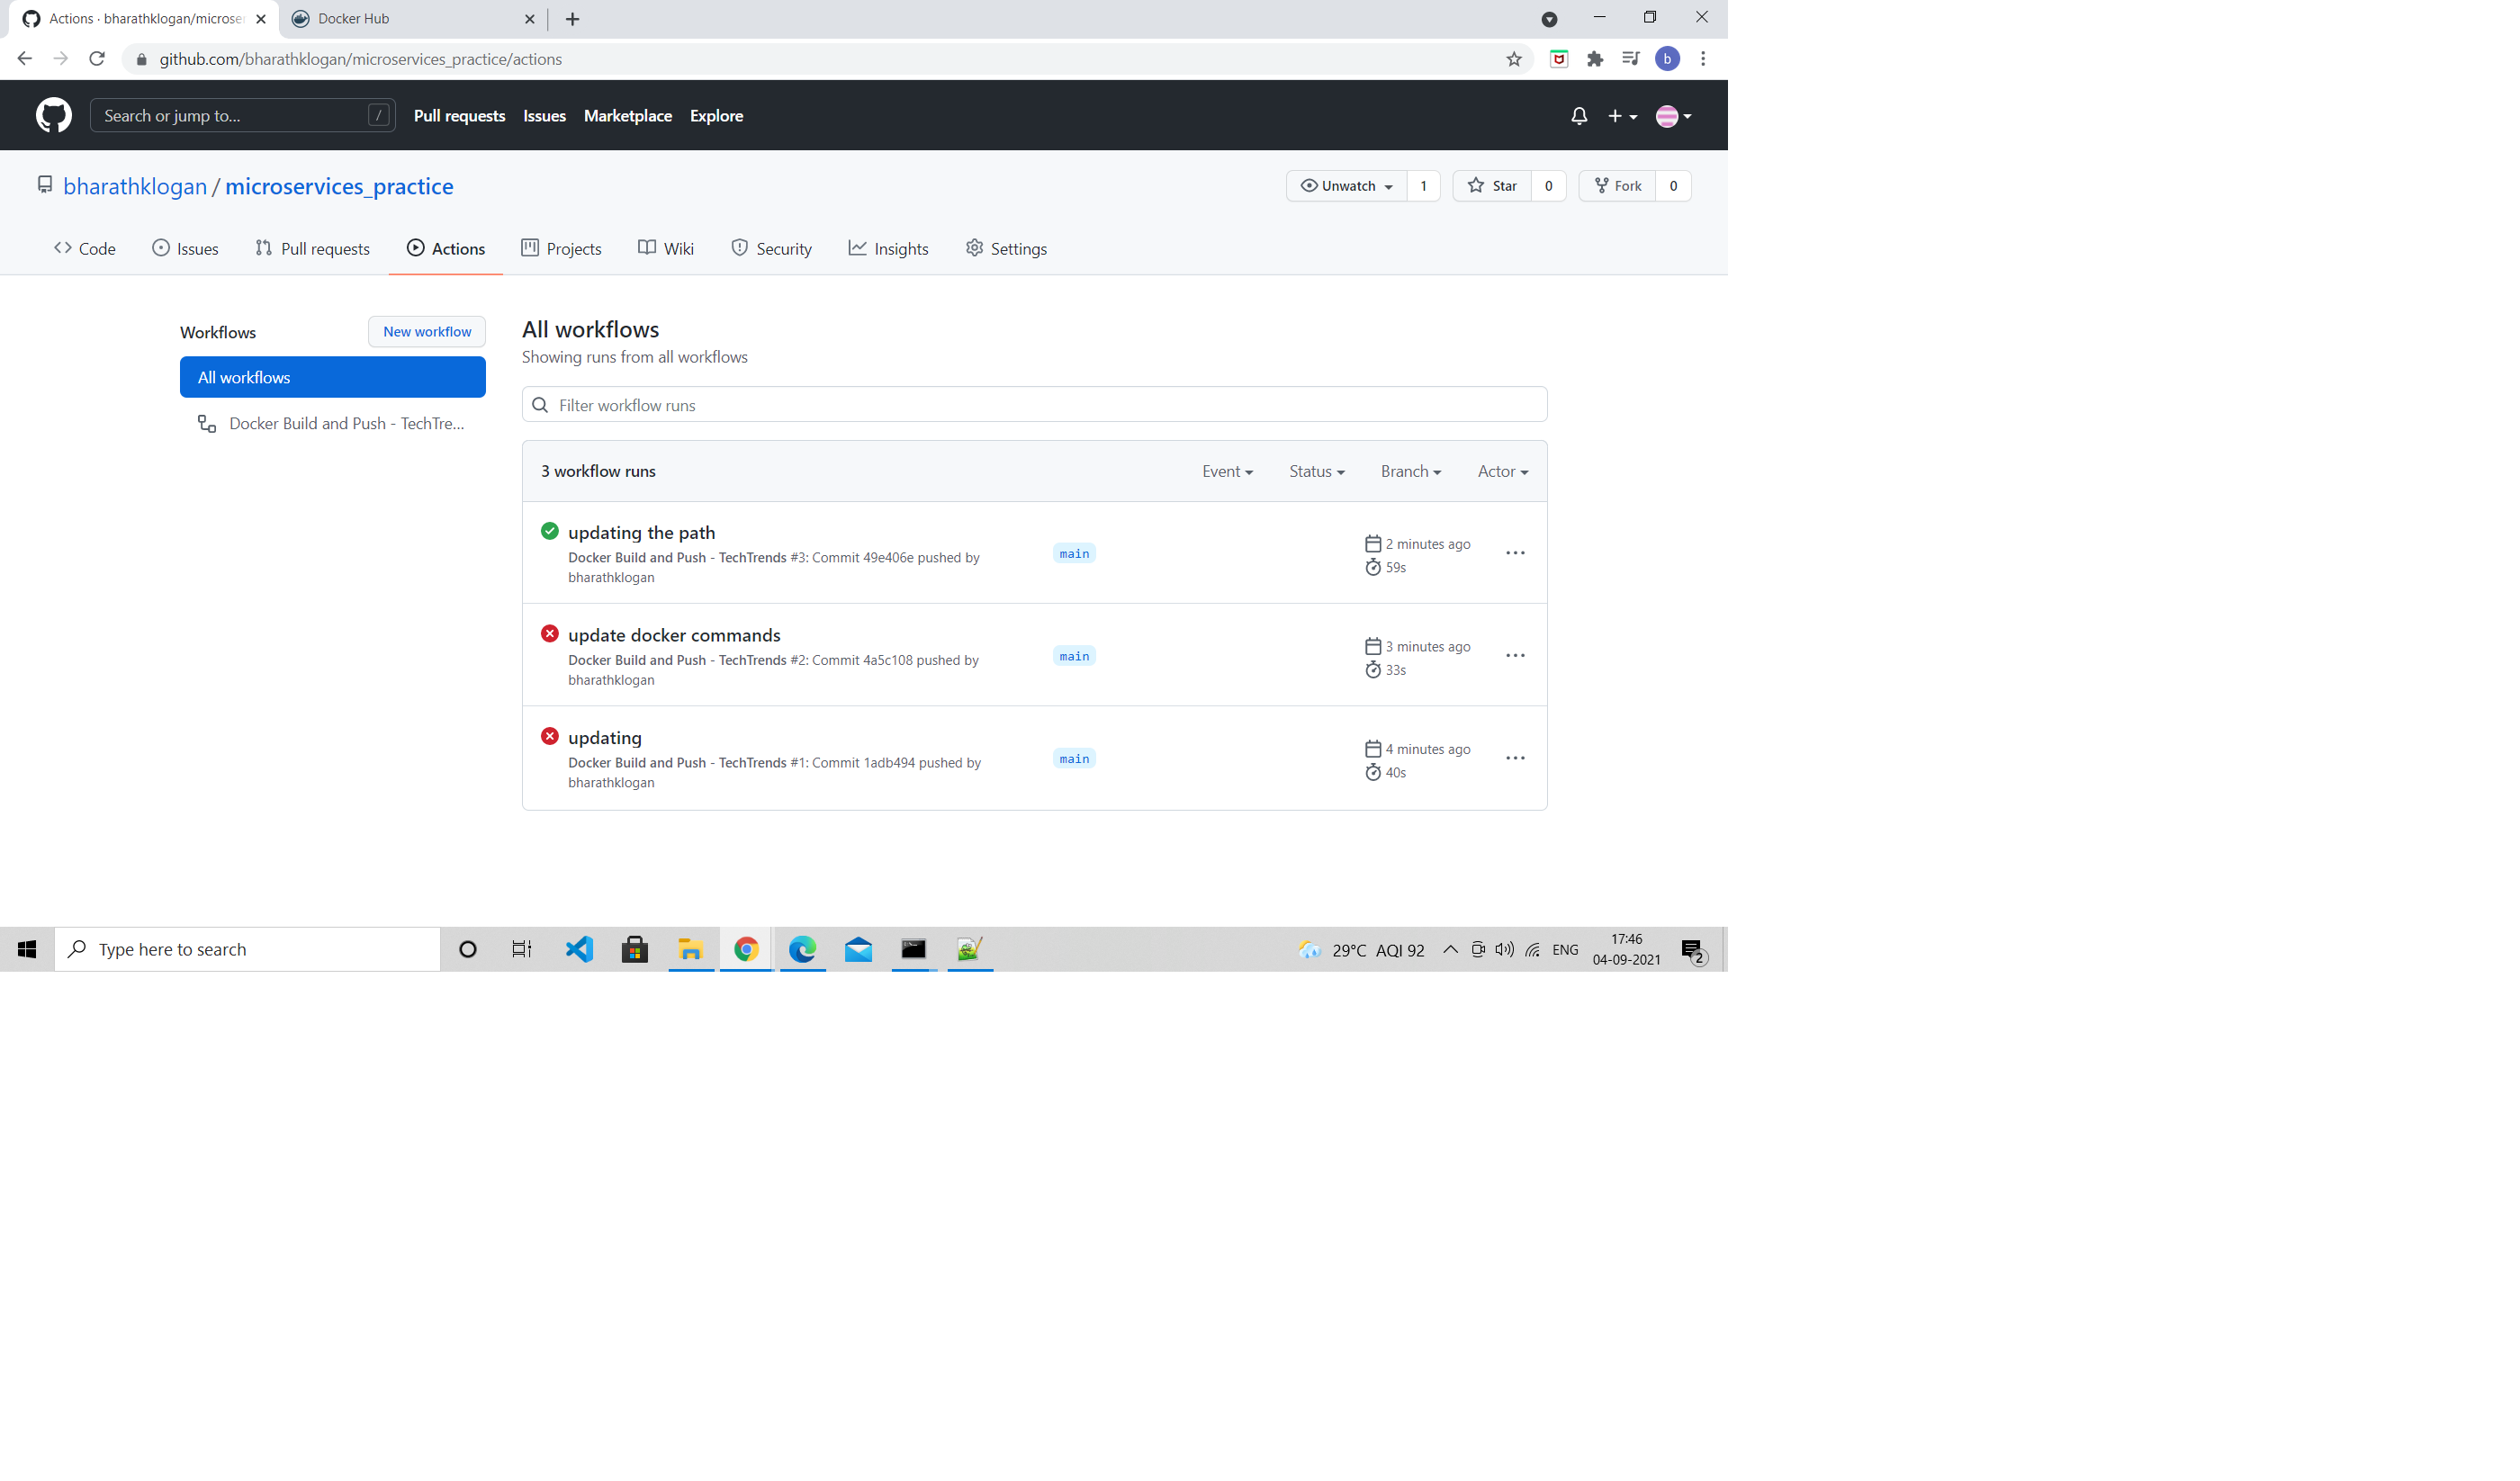 Actions · bharathklogan/microser
Docker Hub
github.com/bharathklogan/microservices_practice/actions
b
Search or jump to...
/
Pull requests
Issues
Marketplace
Explore
bharathklogan / microservices_practice
Unwatch
1
Star
0
Fork
0
Code
Issues
Pull requests
Actions
Projects
Wiki
Security
Insights
Settings
Workflows
New workflow
All workflows
Docker Build and Push - TechTre...
All workflows
Showing runs from all workflows
Filter workflow runs
3 workflow runs
Event
Status
Branch
Actor
updating the path
Docker Build and Push - TechTrends #3: Commit 49e406e pushed by
bharathklogan
main
2 minutes ago
59s
update docker commands
Docker Build and Push - TechTrends #2: Commit 4a5c108 pushed by
bharathklogan
main
3 minutes ago
33s
updating
Docker Build and Push - TechTrends #1: Commit 1adb494 pushed by
bharathklogan
main
4 minutes ago
40s
Type here to search
29°C AQI 92
ENG
17:46
04-09-2021
2